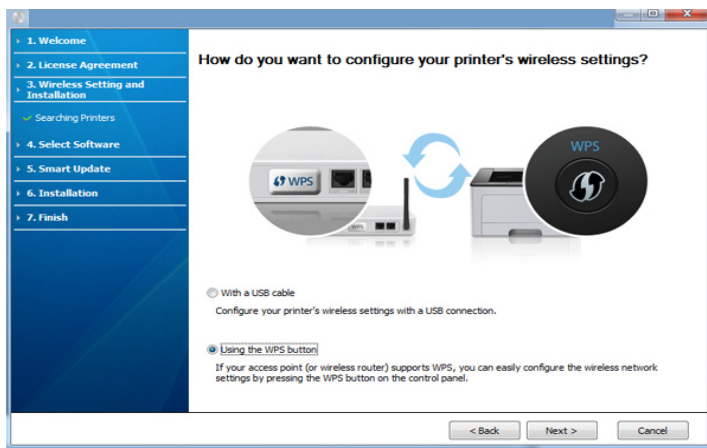 1. Welcome
2. License Agreement
3. Wireless Setting and
Installation
Searching Printers
4. Select Software
5. Smart Update
6. Installation
7. Finish
How do you want to configure your printer's wireless settings?
WPS
WPS
WPS
With a USB cable
Configure your printer's wireless settings with a USB connection.
Using the WPS button
If your access point (or wireless router) supports WPS, you can easily configure the wireless network
settings by pressing the WPS button on the control panel.
< Back
Next >
Cancel